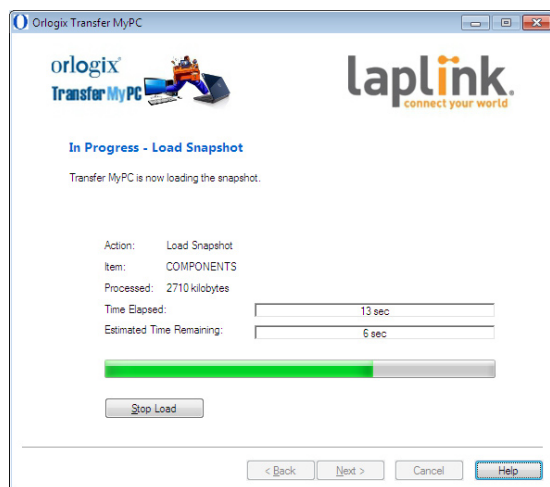 Orlogix Transfer MyPC
orlogix
Transfer My PC
laplink.
connect your world
In Progress - Load Snapshot
Transfer MyPC is now loading the snapshot.
Action: Load Snapshot
Item: COMPONENTS
Processed: 2710 kilobytes
Time Elapsed: 13 sec
Estimated Time Remaining: 6 sec
Stop Load
< Back Next > Cancel Help